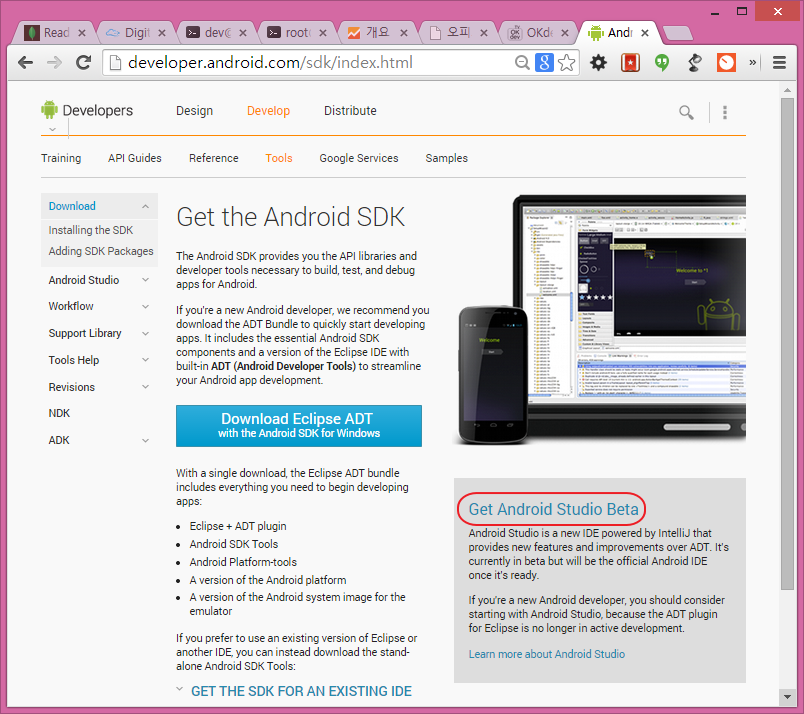 Read
Digit
dev@
root
개요
오피
OKde
Andr
developer.android.com/sdk/index.html
Developers
Design
Develop
Distribute
Training
API Guides
Reference
Tools
Google Services
Samples
Download
Installing the SDK
Adding SDK Packages
Android Studio
Workflow
Support Library
Tools Help
Revisions
NDK
ADK
Get the Android SDK
The Android SDK provides you the API libraries and
developer tools necessary to build, test, and debug
apps for Android.
If you're a new Android developer, we recommend you
download the ADT Bundle to quickly start developing
apps. It includes the essential Android SDK
components and a version of the Eclipse IDE with
built-in ADT (Android Developer Tools) to streamline
your Android app development.
Download Eclipse ADT
with the Android SDK for Windows
With a single download, the Eclipse ADT bundle
includes everything you need to begin developing
apps:
• Eclipse + ADT plugin
• Android SDK Tools
• Android Platform-tools
• A version of the Android platform
• A version of the Android system image for the
emulator
If you prefer to use an existing version of Eclipse or
another IDE, you can instead download the stand-
alone Android SDK Tools:
GET THE SDK FOR AN EXISTING IDE
Welcome
Welcome to
Get Android Studio Beta
Android Studio is a new IDE powered by IntelliJ that
provides new features and improvements over ADT. It's
currently in beta but will be the official Android IDE
once it's ready.
If you're a new Android developer, you should consider
starting with Android Studio, because the ADT plugin
for Eclipse is no longer in active development.
Learn more about Android Studio